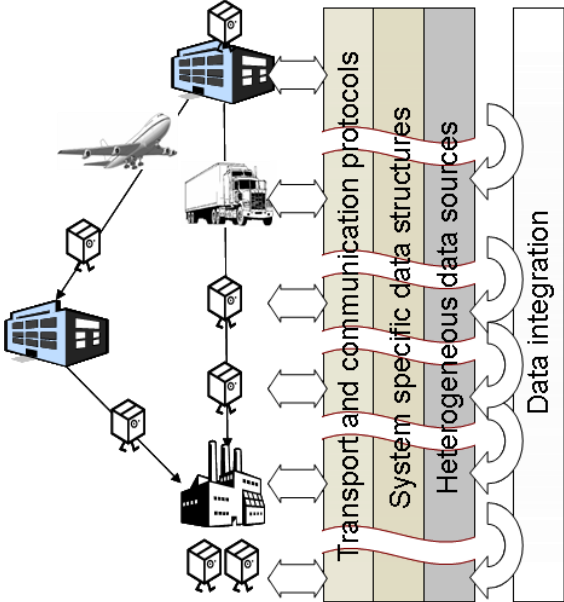 Transport and communication protocols
System specific data structures
Heterogeneous data sources
Data integration